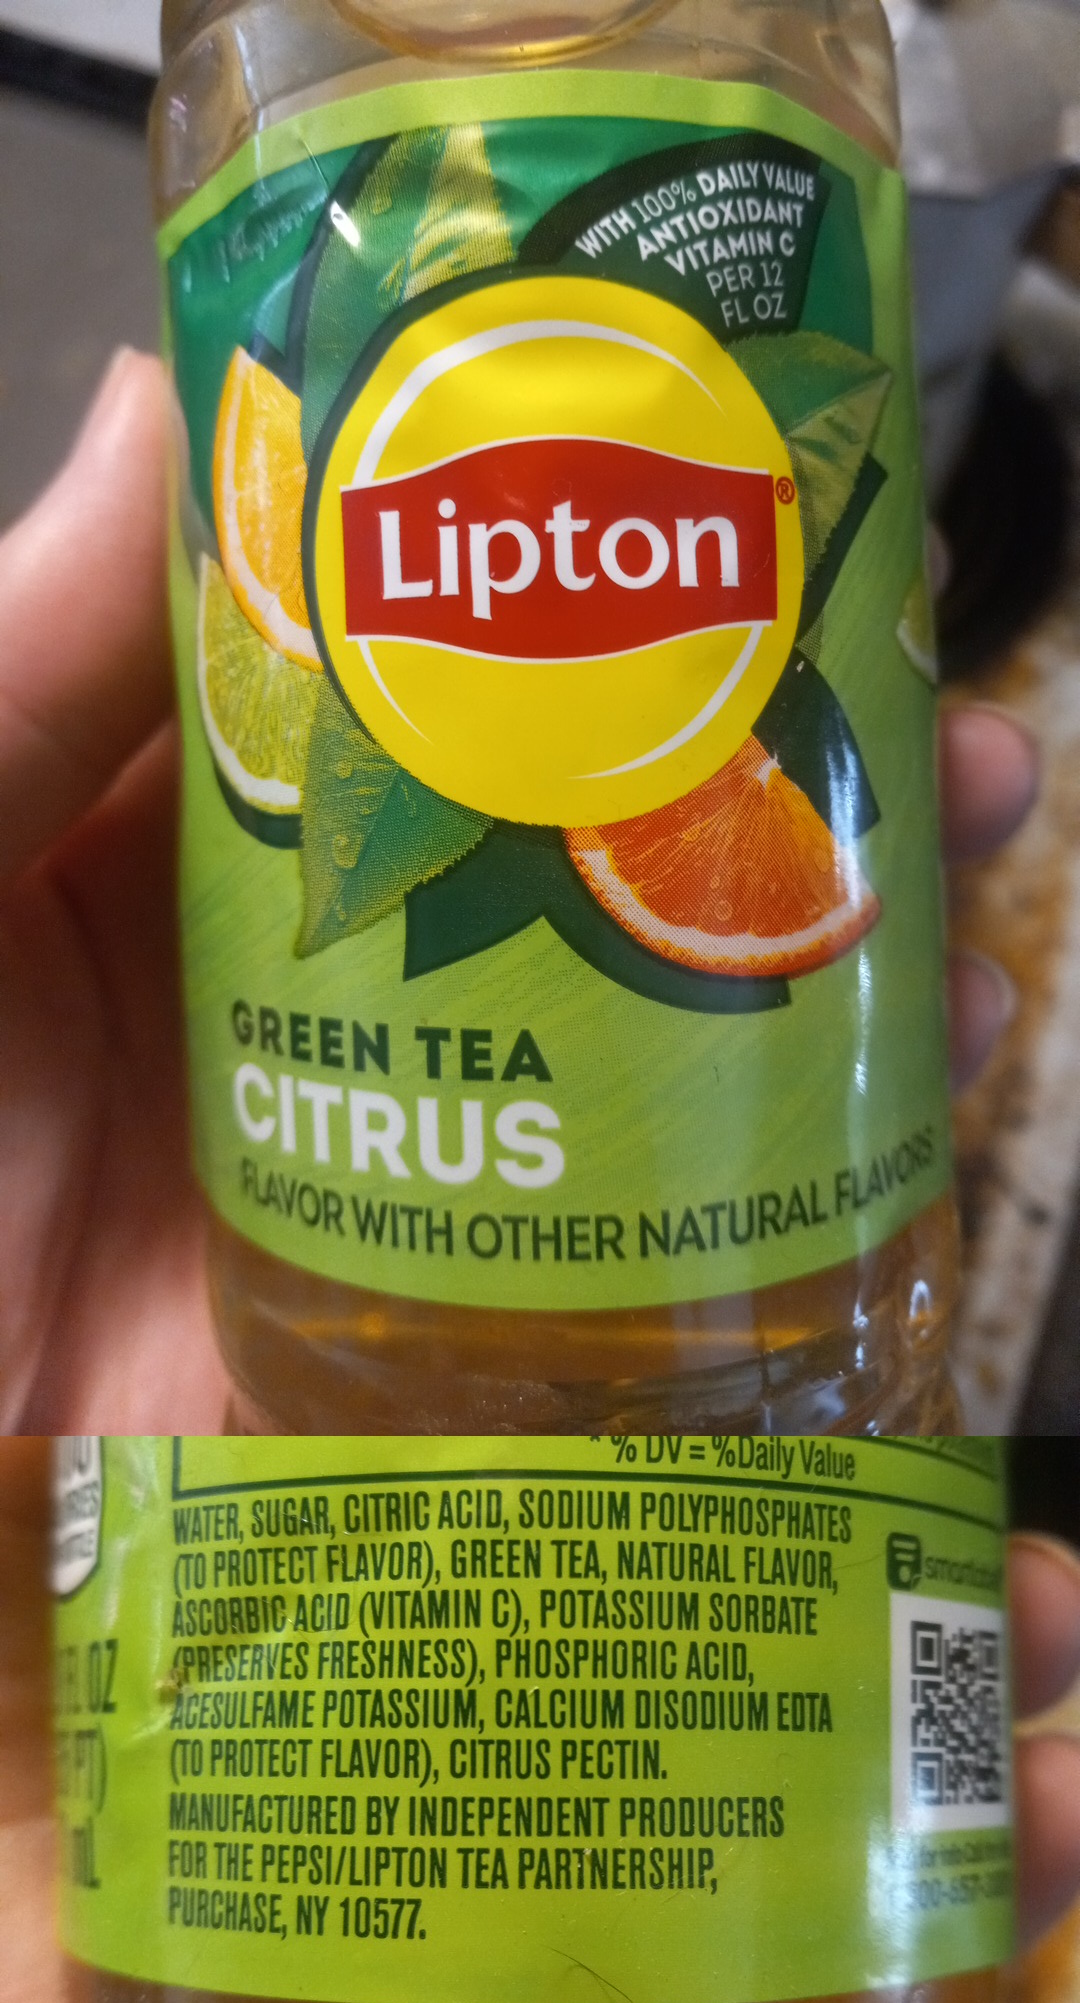 WITH 100% DAILY VALUE
ANTIOXIDANT
VITAMIN C
PER 12
FL OZ
Lipton®
GREEN TEA
CITRUS
FLAVOR WITH OTHER NATURAL FLAVORS
* % DV = %Daily Value
WATER, SUGAR, CITRIC ACID, SODIUM POLYPHOSPHATES
(TO PROTECT FLAVOR), GREEN TEA, NATURAL FLAVOR,
ASCORBIC ACID (VITAMIN C), POTASSIUM SORBATE
(PRESERVES FRESHNESS), PHOSPHORIC ACID,
ACESULFAME POTASSIUM, CALCIUM DISODIUM EDTA
(TO PROTECT FLAVOR), CITRUS PECTIN.
MANUFACTURED BY INDEPENDENT PRODUCERS
FOR THE PEPSI/LIPTON TEA PARTNERSHIP,
PURCHASE, NY 10577.
FL OZ